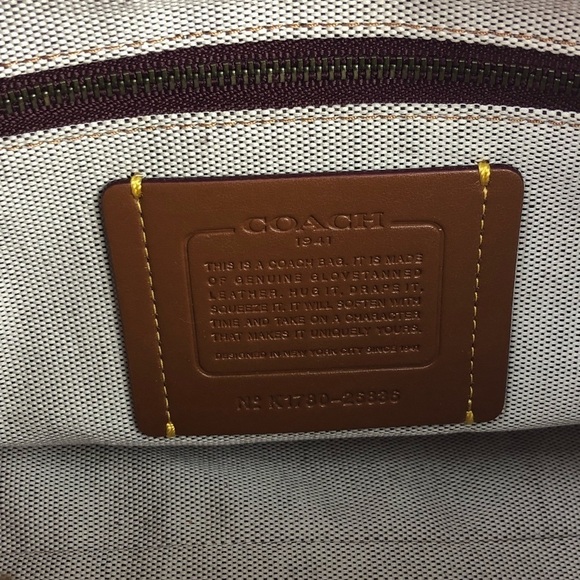 COACH
1941
THIS IS A COACH BAG. IT IS MADE
OF GENUINE GLOVETANNED
LEATHER. HUG IT. DRAPE IT.
SQUEEZE IT. IT WILL SOFTEN WITH
TIME AND TAKE ON A CHARACTER
THAT MAKES IT UNIQUELY YOURS.
DESIGNED IN NEW YORK CITY SINCE 1941
Nº K1780-26886